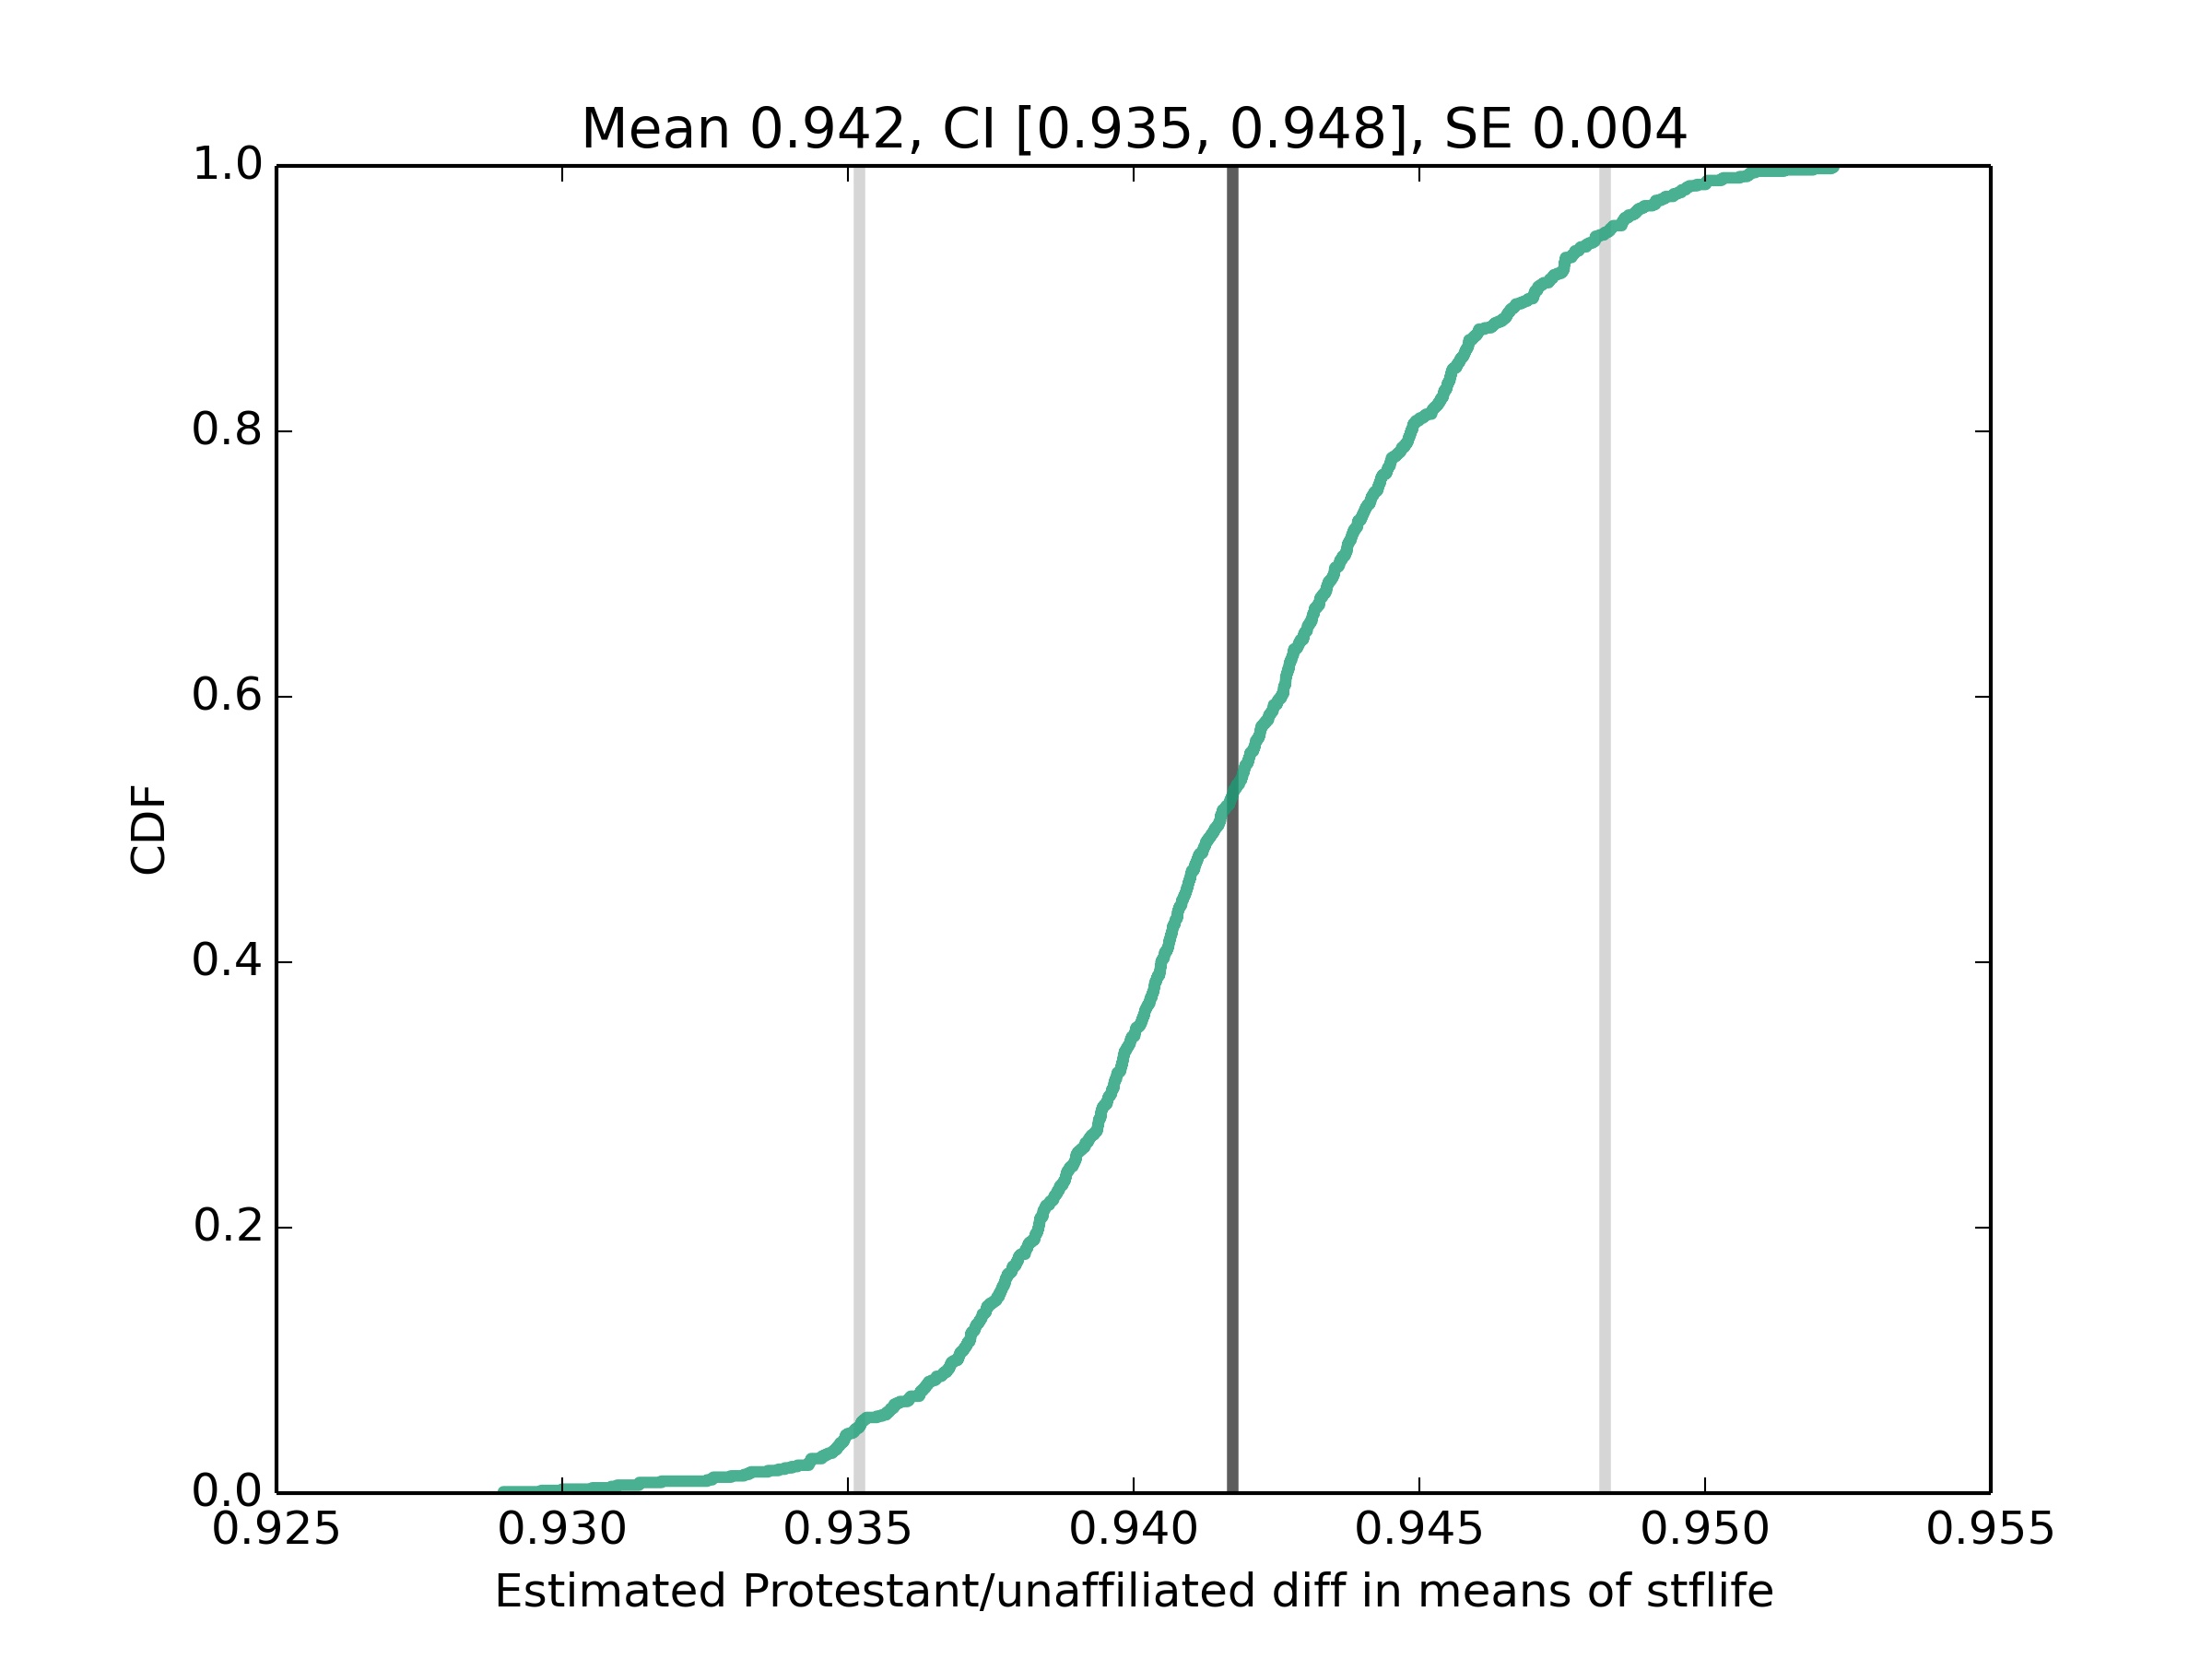 Mean 0.942, CI [0.935, 0.948], SE 0.004
1.0
0.8
0.6
0.4
0.2
0.0
CDF
0.925 0.930 0.935 0.940 0.945 0.950 0.955
Estimated Protestant/unaffiliated diff in means of stflife